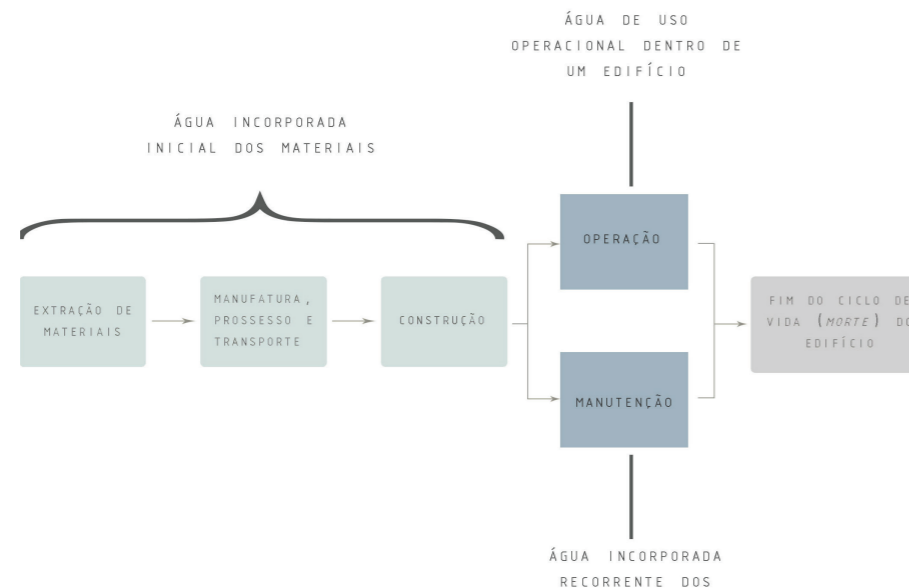 ÁGUA DE USO
OPERACIONAL DENTRO DE
UM EDIFÍCIO
ÁGUA INCORPORADA
INICIAL DOS MATERIAIS
EXTRAÇÃO DE
MATERIAIS
MANUFATURA,
PROSSESO E
TRANSPORTE
CONSTRUÇÃO
OPERAÇÃO
MANUTENÇÃO
FIM DO CICLO DE
VIDA (MORTE) DO
EDIFÍCIO
ÁGUA INCORPORADA
RECORRENTE DOS